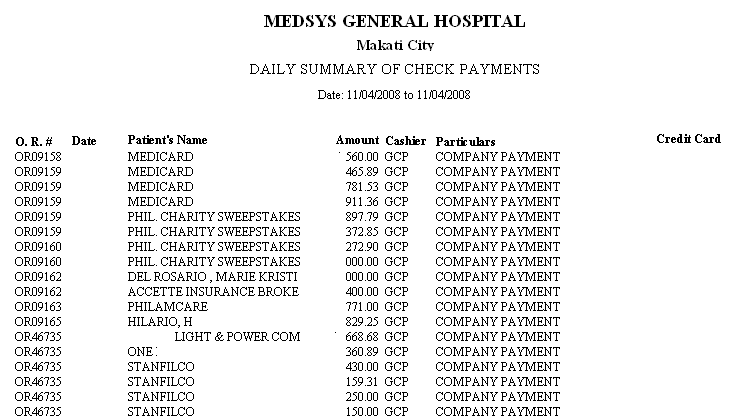 MEDSYS GENERAL HOSPITAL
Makati City
DAILY SUMMARY OF CHECK PAYMENTS
Date: 11/04/2008 to 11/04/2008
O. R. # Date Patient's Name Amount Cashier Particulars Credit Card
OR09158 MEDICARD 560.00 GCP COMPANY PAYMENT
OR09159 MEDICARD 465.89 GCP COMPANY PAYMENT
OR09159 MEDICARD 781.53 GCP COMPANY PAYMENT
OR09159 MEDICARD 911.36 GCP COMPANY PAYMENT
OR09159 PHIL. CHARITY SWEEPSTAKES 897.79 GCP COMPANY PAYMENT
OR09159 PHIL. CHARITY SWEEPSTAKES 372.85 GCP COMPANY PAYMENT
OR09160 PHIL. CHARITY SWEEPSTAKES 272.90 GCP COMPANY PAYMENT
OR09160 PHIL. CHARITY SWEEPSTAKES 000.00 GCP COMPANY PAYMENT
OR09162 DEL ROSARIO , MARIE KRISTI 000.00 GCP COMPANY PAYMENT
OR09162 ACCETTE INSURANCE BROKE 400.00 GCP COMPANY PAYMENT
OR09163 PHILAMCARE 771.00 GCP COMPANY PAYMENT
OR09165 HILARIO, H 829.25 GCP COMPANY PAYMENT
OR46735 LIGHT & POWER COM 668.68 GCP COMPANY PAYMENT
OR46735 ONE 360.89 GCP COMPANY PAYMENT
OR46735 STANFILCO 430.00 GCP COMPANY PAYMENT
OR46735 STANFILCO 159.31 GCP COMPANY PAYMENT
OR46735 STANFILCO 250.00 GCP COMPANY PAYMENT
OR46735 STANFILCO 150.00 GCP COMPANY PAYMENT